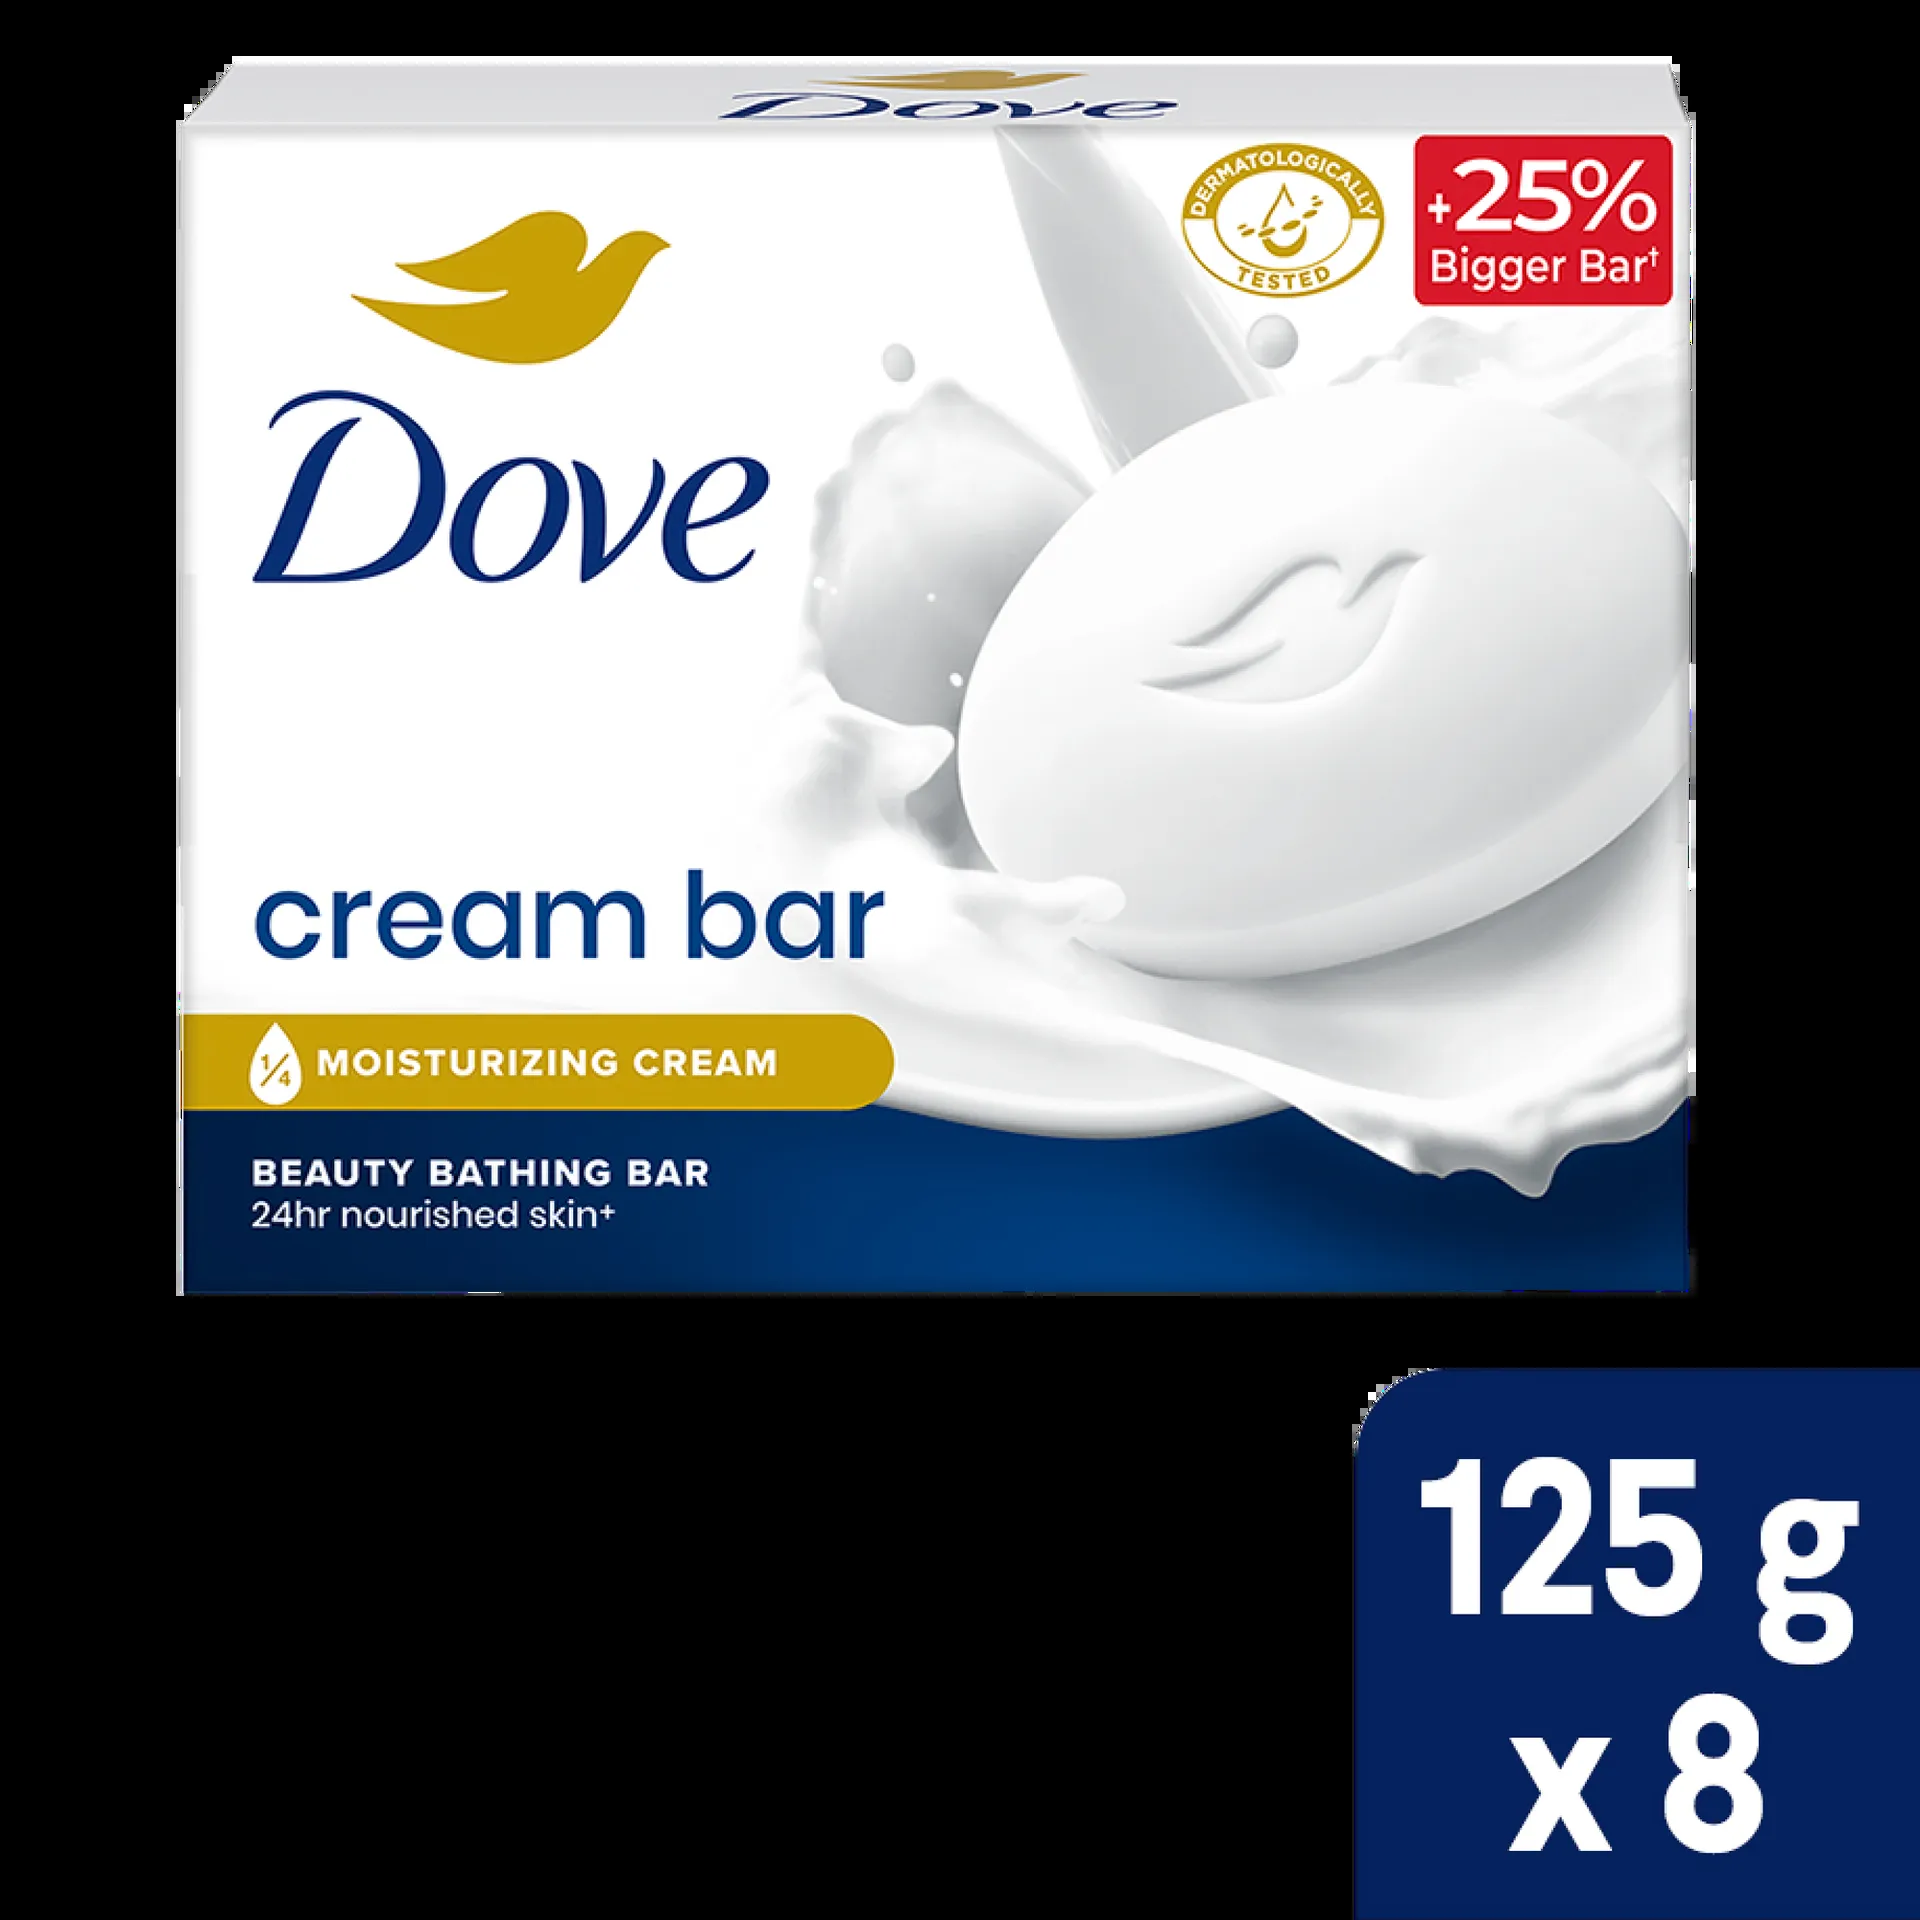 Dove
DERMATOLOGICALLY
TESTED
+25%
Bigger Bar†
Dove
cream bar
1/4 MOISTURIZING CREAM
BEAUTY BATHING BAR
24hr nourished skin+
125 g
x 8